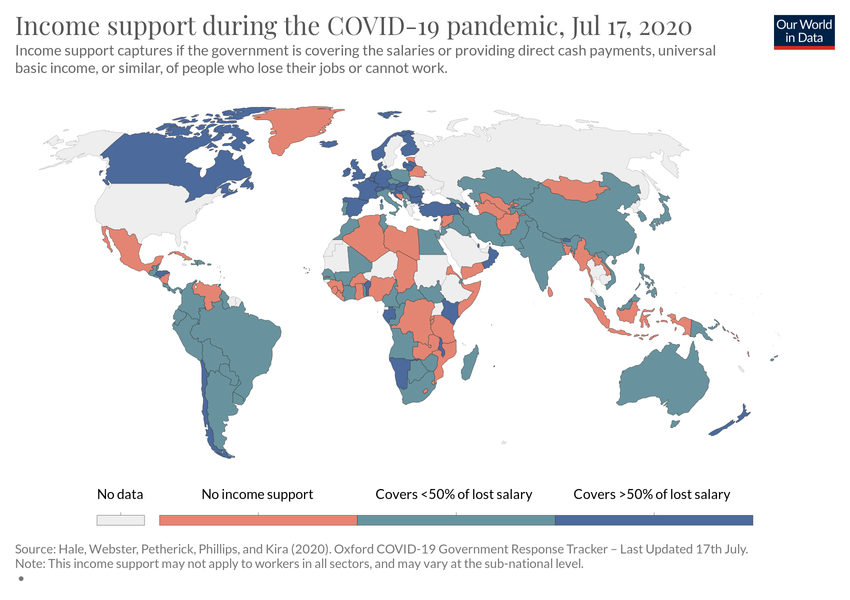 Income support during the COVID-19 pandemic, Jul 17, 2020
Our World
in Data
Income support captures if the government is covering the salaries or providing direct cash payments, universal
basic income, or similar, of people who lose their jobs or cannot work.
No data
No income support
Covers <50% of lost salary
Covers >50% of lost salary
Source: Hale, Webster, Petherick, Phillips, and Kira (2020). Oxford COVID-19 Government Response Tracker – Last Updated 17th July.
Note: This income support may not apply to workers in all sectors, and may vary at the sub-national level.
•